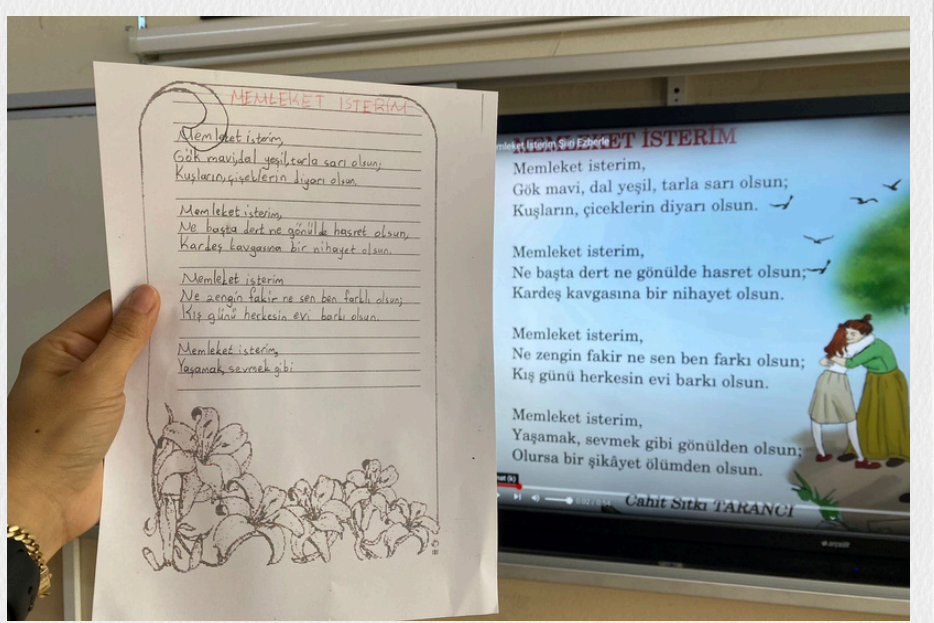 MEMLEKET İSTERİM
Memleket isterim,
Gök mavi,dal yeşil,tarla sarı olsun;
Kuşların,çiçeklerin diyarı olsun.
Memleket isterim,
Ne başta dert ne gönülde hasret olsun,
Kardeş kavgasına bir nihayet olsun.
Memleket isterim
Ne zengin fakir ne sen ben farklı olsun;
Kış günü herkesin evi barkı olsun.
Memleket isterim,
Yaşamak, sevmek gibi
MEMLEKET İSTERİM
mleket İsterim Şiiri Ezberle
Memleket isterim,
Gök mavi, dal yeşil, tarla sarı olsun;
Kuşların, çiceklerin diyarı olsun.
Memleket isterim,
Ne başta dert ne gönülde hasret olsun;
Kardeş kavgasına bir nihayet olsun.
Memleket isterim,
Ne zengin fakir ne sen ben farkı olsun;
Kış günü herkesin evi barkı olsun.
Memleket isterim,
Yaşamak, sevmek gibi gönülden olsun;
Olursa bir şikâyet ölümden olsun.
Cahit Sıtkı TARANCI
arçelik